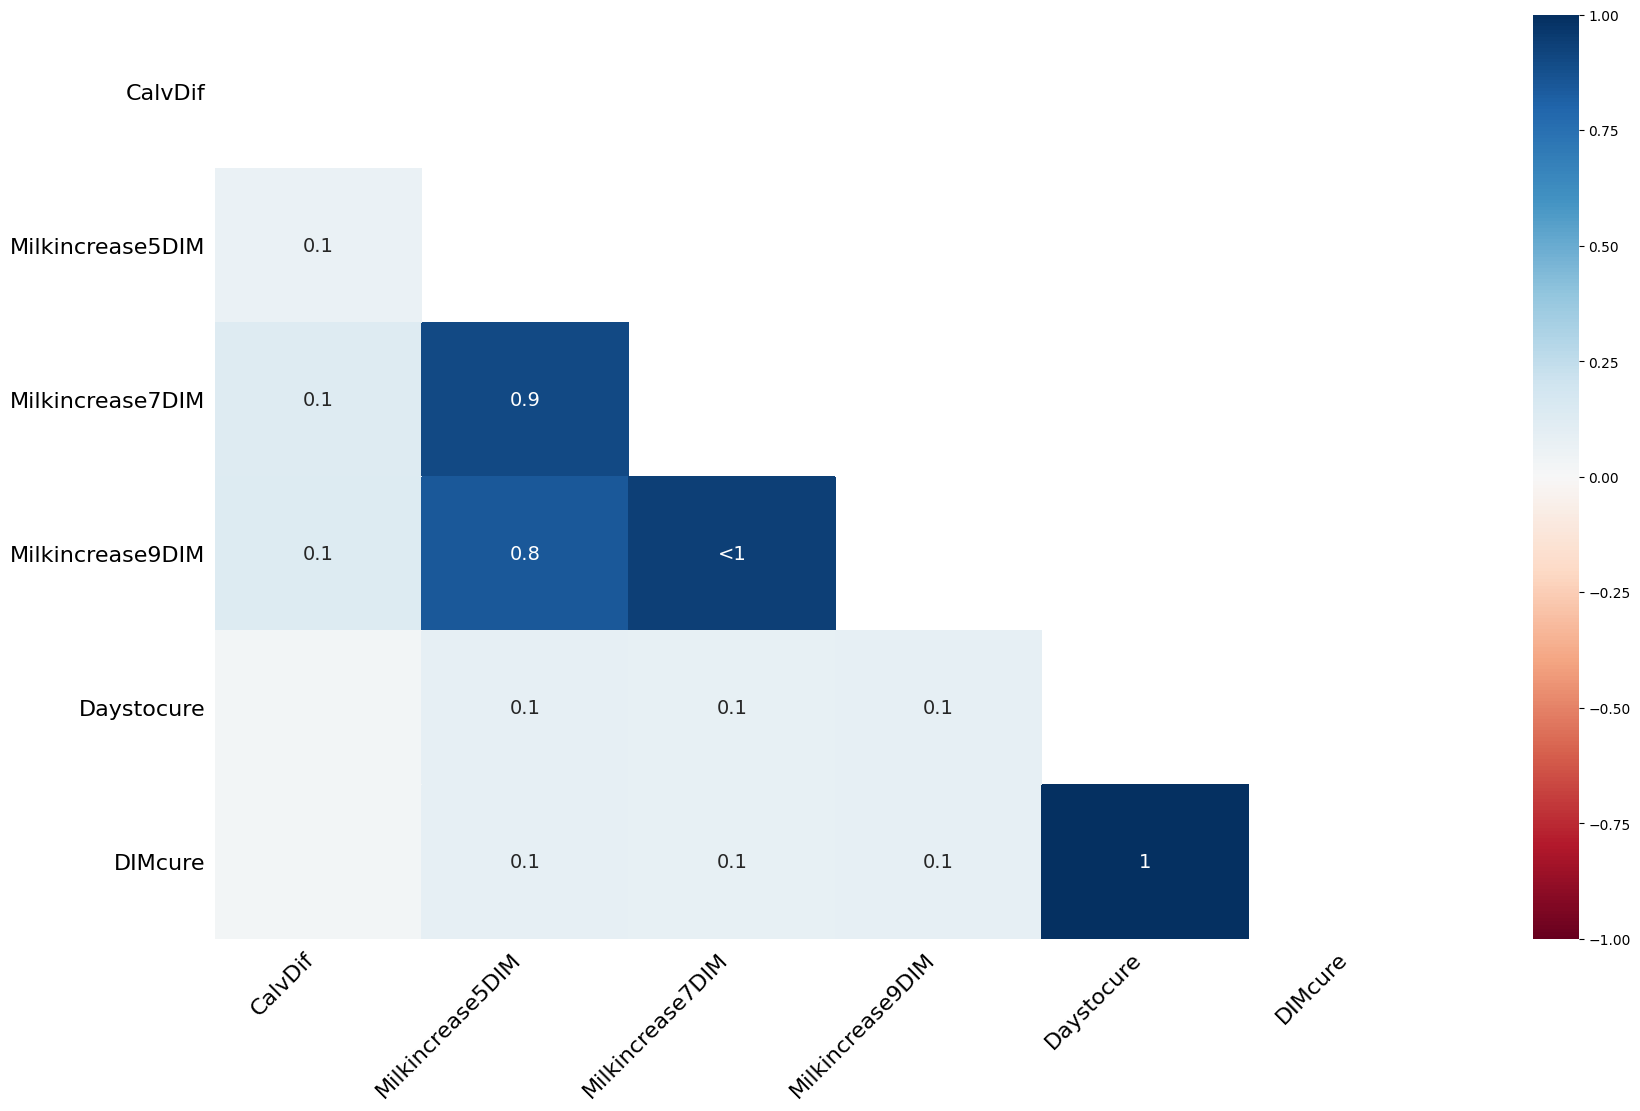 1.00
CalvDif
0.75
Milkincrease5DIM 0.1
0.50
Milkincrease7DIM 0.1 0.9
0.25
0.00
Milkincrease9DIM 0.1 0.8 <1
−0.25
−0.50
Daystocure 0.1 0.1 0.1
−0.75
DIMcure 0.1 0.1 0.1 1
−1.00
CalvDif Milkincrease5DIM Milkincrease7DIM Milkincrease9DIM Daystocure DIMcure